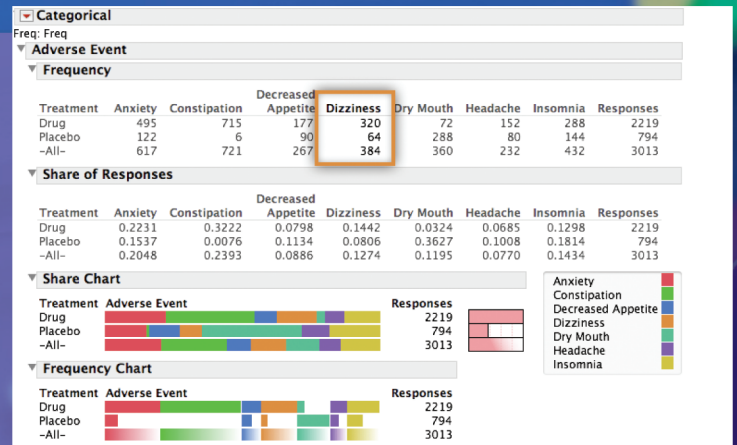 Categorical
Freq: Freq
Adverse Event
Frequency
Decreased
Treatment Anxiety Constipation Appetite Dizziness Dry Mouth Headache Insomnia Responses
Drug 495 715 177 320 72 152 288 2219
Placebo 122 6 90 64 288 80 144 794
-All- 617 721 267 384 360 232 432 3013
Share of Responses
Decreased
Treatment Anxiety Constipation Appetite Dizziness Dry Mouth Headache Insomnia Responses
Drug 0.2231 0.3222 0.0798 0.1442 0.0324 0.0685 0.1298 2219
Placebo 0.1537 0.0076 0.1134 0.0806 0.3627 0.1008 0.1814 794
-All- 0.2048 0.2393 0.0886 0.1274 0.1195 0.0770 0.1434 3013
Share Chart
Treatment Adverse Event Responses
Drug 2219
Placebo 794
-All- 3013
Anxiety
Constipation
Decreased Appetite
Dizziness
Dry Mouth
Headache
Insomnia
Frequency Chart
Treatment Adverse Event Responses
Drug 2219
Placebo 794
-All- 3013